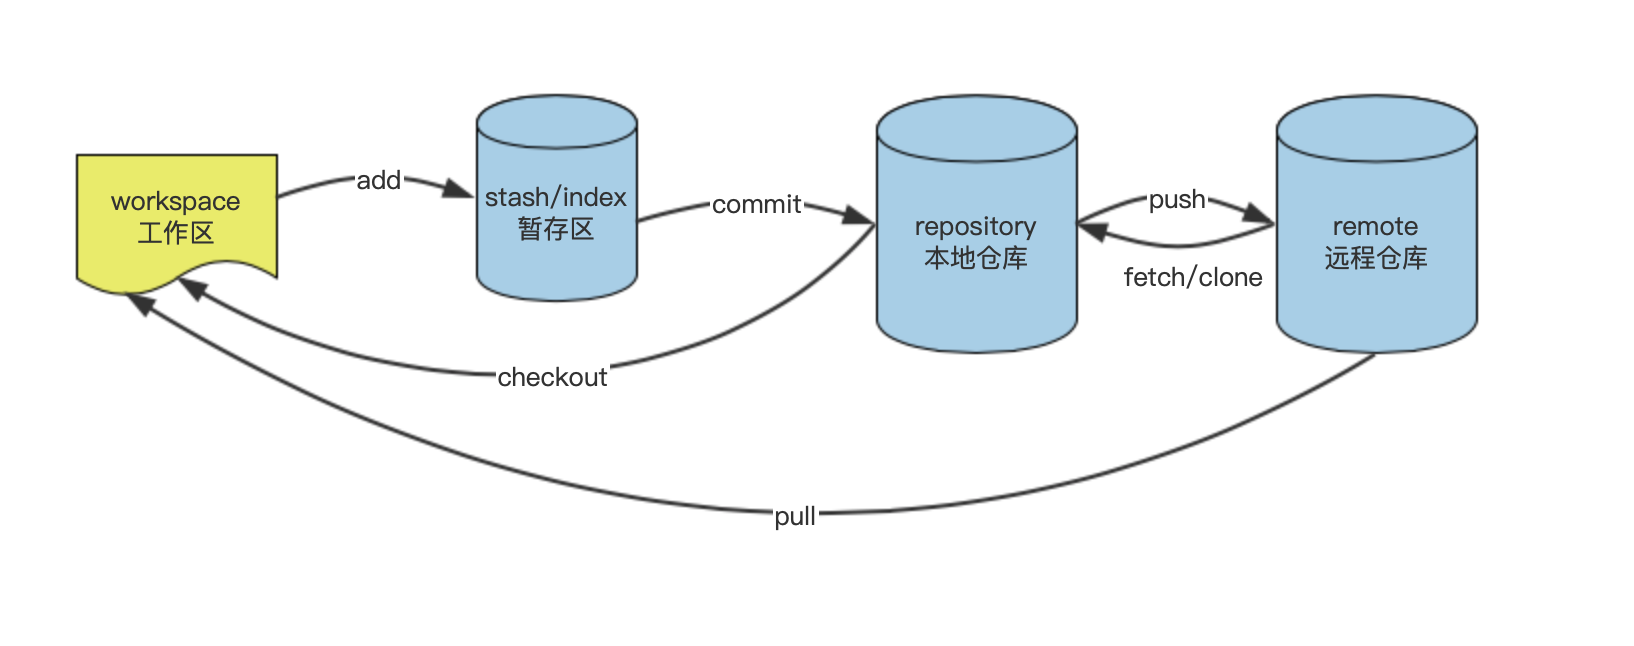 workspace
工作区
add
stash/index
暂存区
commit
repository
本地仓库
push
fetch/clone
remote
远程仓库
checkout
pull